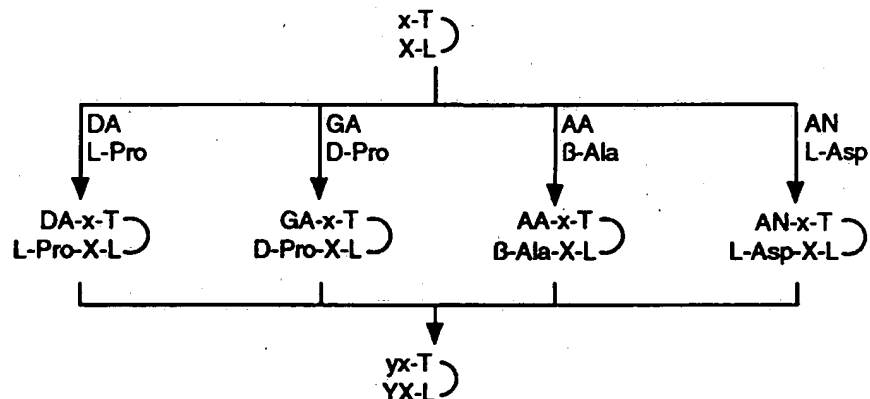 x-T
X-L
DA
L-Pro
GA
D-Pro
AA
ß-Ala
AN
L-Asp
DA-x-T
L-Pro-X-L
GA-x-T
D-Pro-X-L
AA-x-T
ß-Ala-X-L
AN-x-T
L-Asp-X-L
yx-T
YX-L